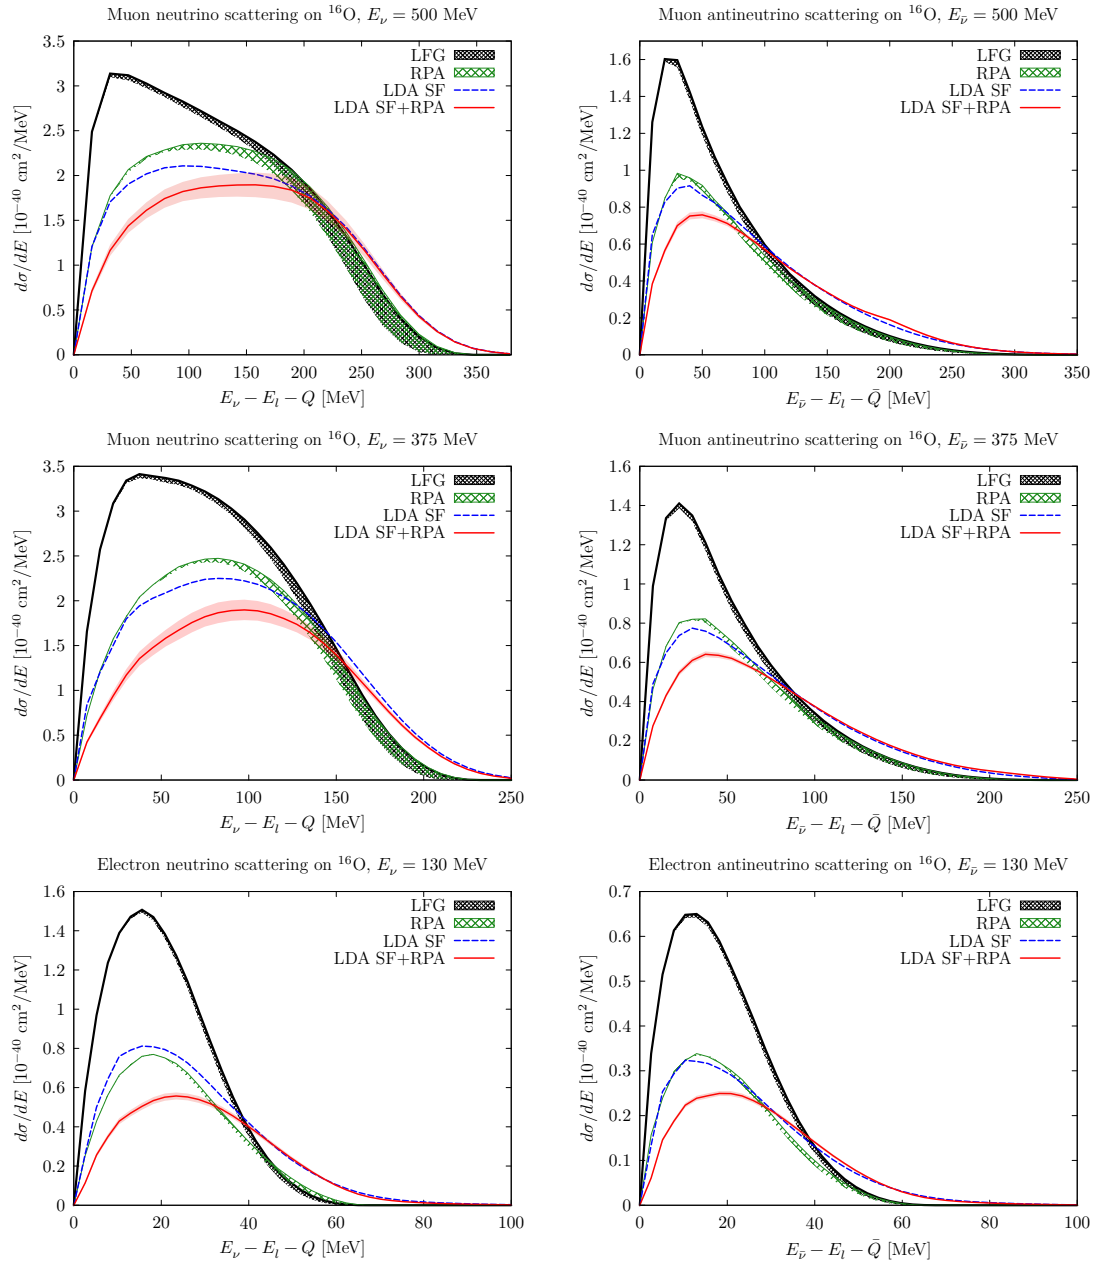 Muon neutrino scattering on ¹⁶O, E_ν = 500 MeV
dσ/dE [10⁻⁴⁰ cm²/MeV]
3.5
3
2.5
2
1.5
1
0.5
0
LFG
RPA
LDA SF
LDA SF+RPA
0 50 100 150 200 250 300 350
E_ν − E_l − Q [MeV]
Muon antineutrino scattering on ¹⁶O, E_ν̄ = 500 MeV
dσ/dE [10⁻⁴⁰ cm²/MeV]
1.6
1.4
1.2
1
0.8
0.6
0.4
0.2
0
LFG
RPA
LDA SF
LDA SF+RPA
0 50 100 150 200 250 300 350
E_ν̄ − E_l − Q̄ [MeV]
Muon neutrino scattering on ¹⁶O, E_ν = 375 MeV
dσ/dE [10⁻⁴⁰ cm²/MeV]
3.5
3
2.5
2
1.5
1
0.5
0
LFG
RPA
LDA SF
LDA SF+RPA
0 50 100 150 200 250
E_ν − E_l − Q [MeV]
Muon antineutrino scattering on ¹⁶O, E_ν̄ = 375 MeV
dσ/dE [10⁻⁴⁰ cm²/MeV]
1.6
1.4
1.2
1
0.8
0.6
0.4
0.2
0
LFG
RPA
LDA SF
LDA SF+RPA
0 50 100 150 200 250
E_ν̄ − E_l − Q̄ [MeV]
Electron neutrino scattering on ¹⁶O, E_ν = 130 MeV
dσ/dE [10⁻⁴⁰ cm²/MeV]
1.6
1.4
1.2
1
0.8
0.6
0.4
0.2
0
LFG
RPA
LDA SF
LDA SF+RPA
0 20 40 60 80 100
E_ν − E_l − Q [MeV]
Electron antineutrino scattering on ¹⁶O, E_ν̄ = 130 MeV
dσ/dE [10⁻⁴⁰ cm²/MeV]
0.7
0.6
0.5
0.4
0.3
0.2
0.1
0
LFG
RPA
LDA SF
LDA SF+RPA
0 20 40 60 80 100
E_ν̄ − E_l − Q̄ [MeV]